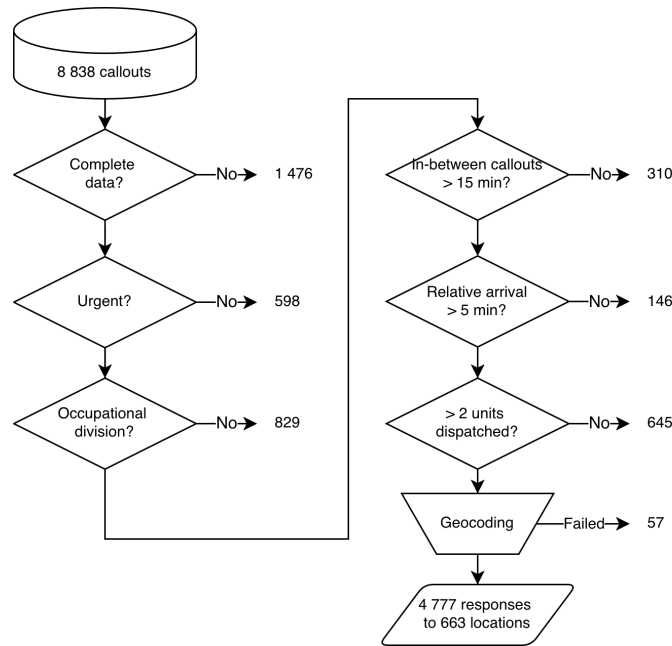 8 838 callouts
Complete
data?
No
1 476
Urgent?
No
598
Occupational
division?
No
829
In-between callouts
> 15 min?
No
310
Relative arrival
> 5 min?
No
146
> 2 units
dispatched?
No
645
Geocoding
Failed
57
4 777 responses
to 663 locations